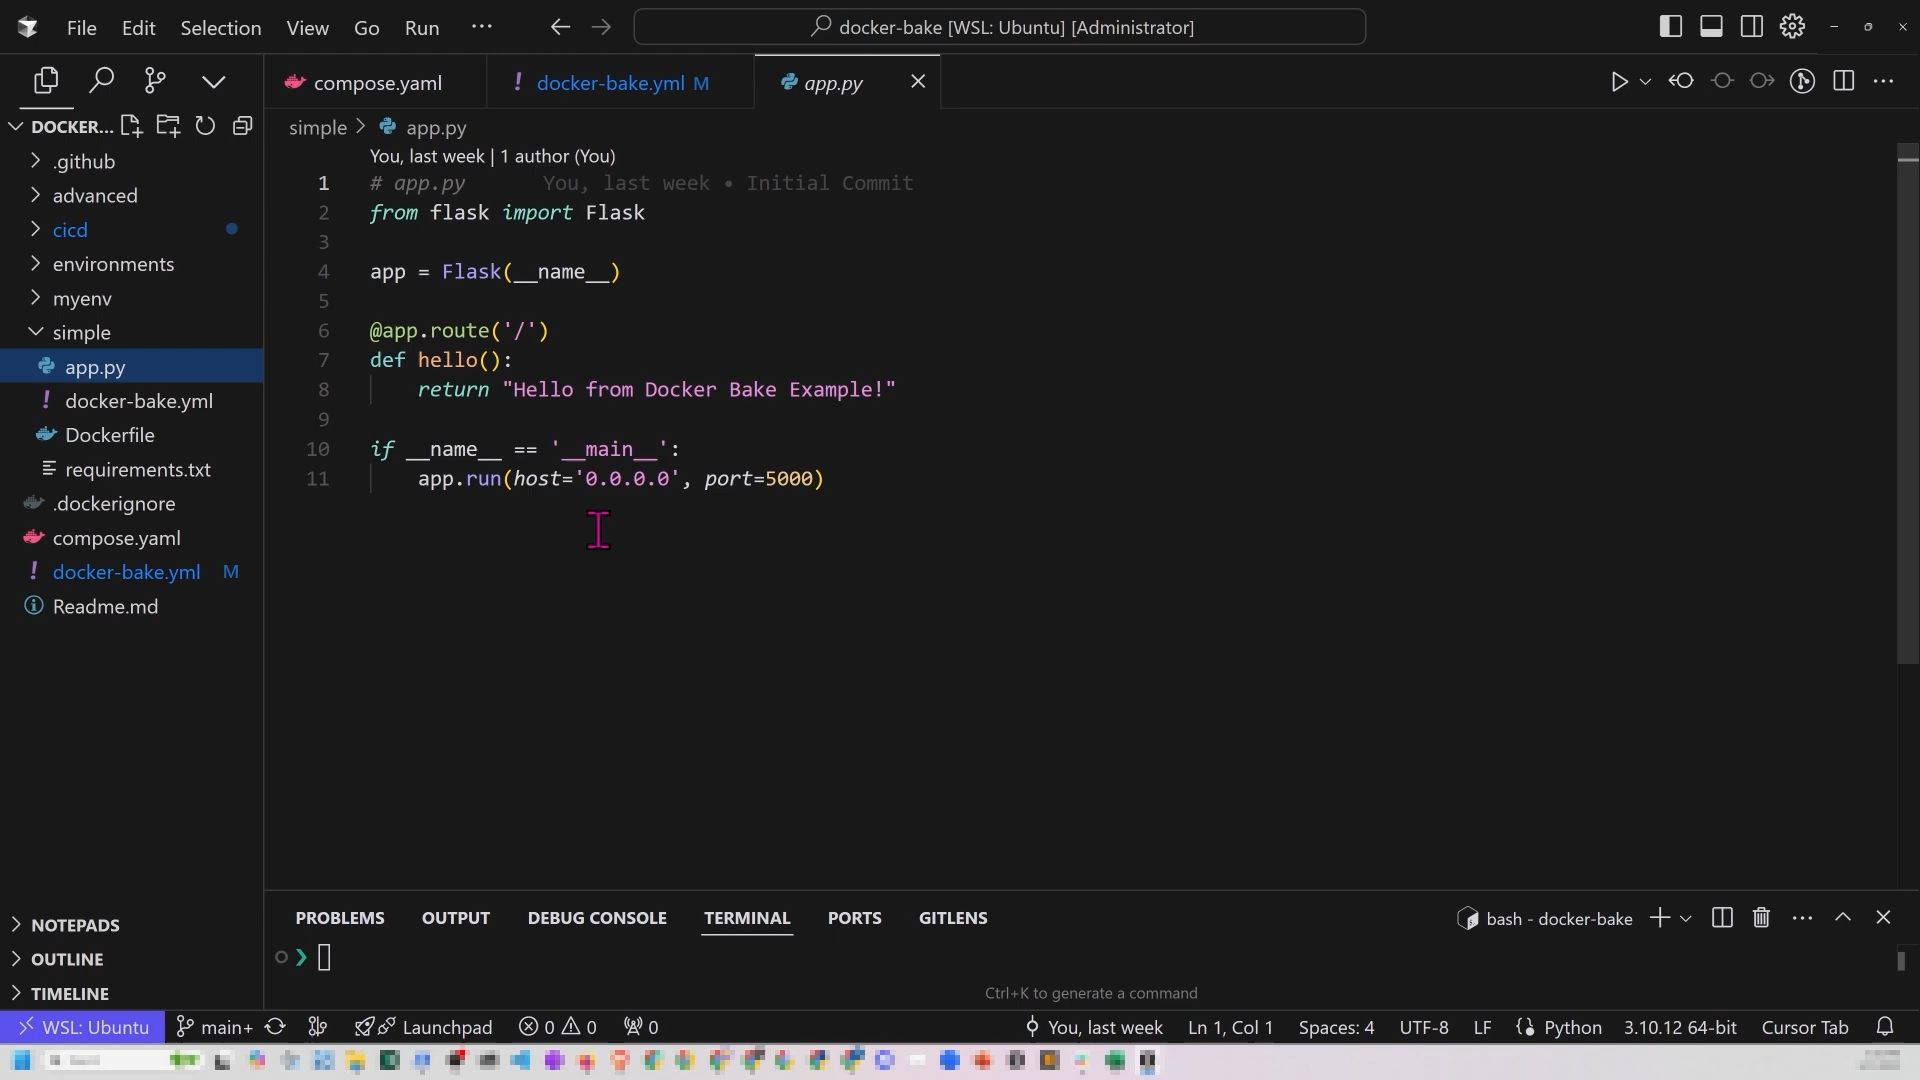 File Edit Selection View Go Run ···
docker-bake [WSL: Ubuntu] [Administrator]
compose.yaml
! docker-bake.yml M
app.py
DOCKER...
.github
advanced
cicd
environments
myenv
simple
app.py
! docker-bake.yml
Dockerfile
requirements.txt
.dockerignore
compose.yaml
! docker-bake.yml M
Readme.md
NOTEPADS
OUTLINE
TIMELINE
simple > app.py
You, last week | 1 author (You)
1 # app.py You, last week • Initial Commit
2 from flask import Flask
3
4 app = Flask(__name__)
5
6 @app.route('/')
7 def hello():
8 return "Hello from Docker Bake Example!"
9
10 if __name__ == '__main__':
11 app.run(host='0.0.0.0', port=5000)
PROBLEMS OUTPUT DEBUG CONSOLE TERMINAL PORTS GITLENS
bash - docker-bake
Ctrl+K to generate a command
WSL: Ubuntu main+ Launchpad 0 0 0 You, last week Ln 1, Col 1 Spaces: 4 UTF-8 LF Python 3.10.12 64-bit Cursor Tab